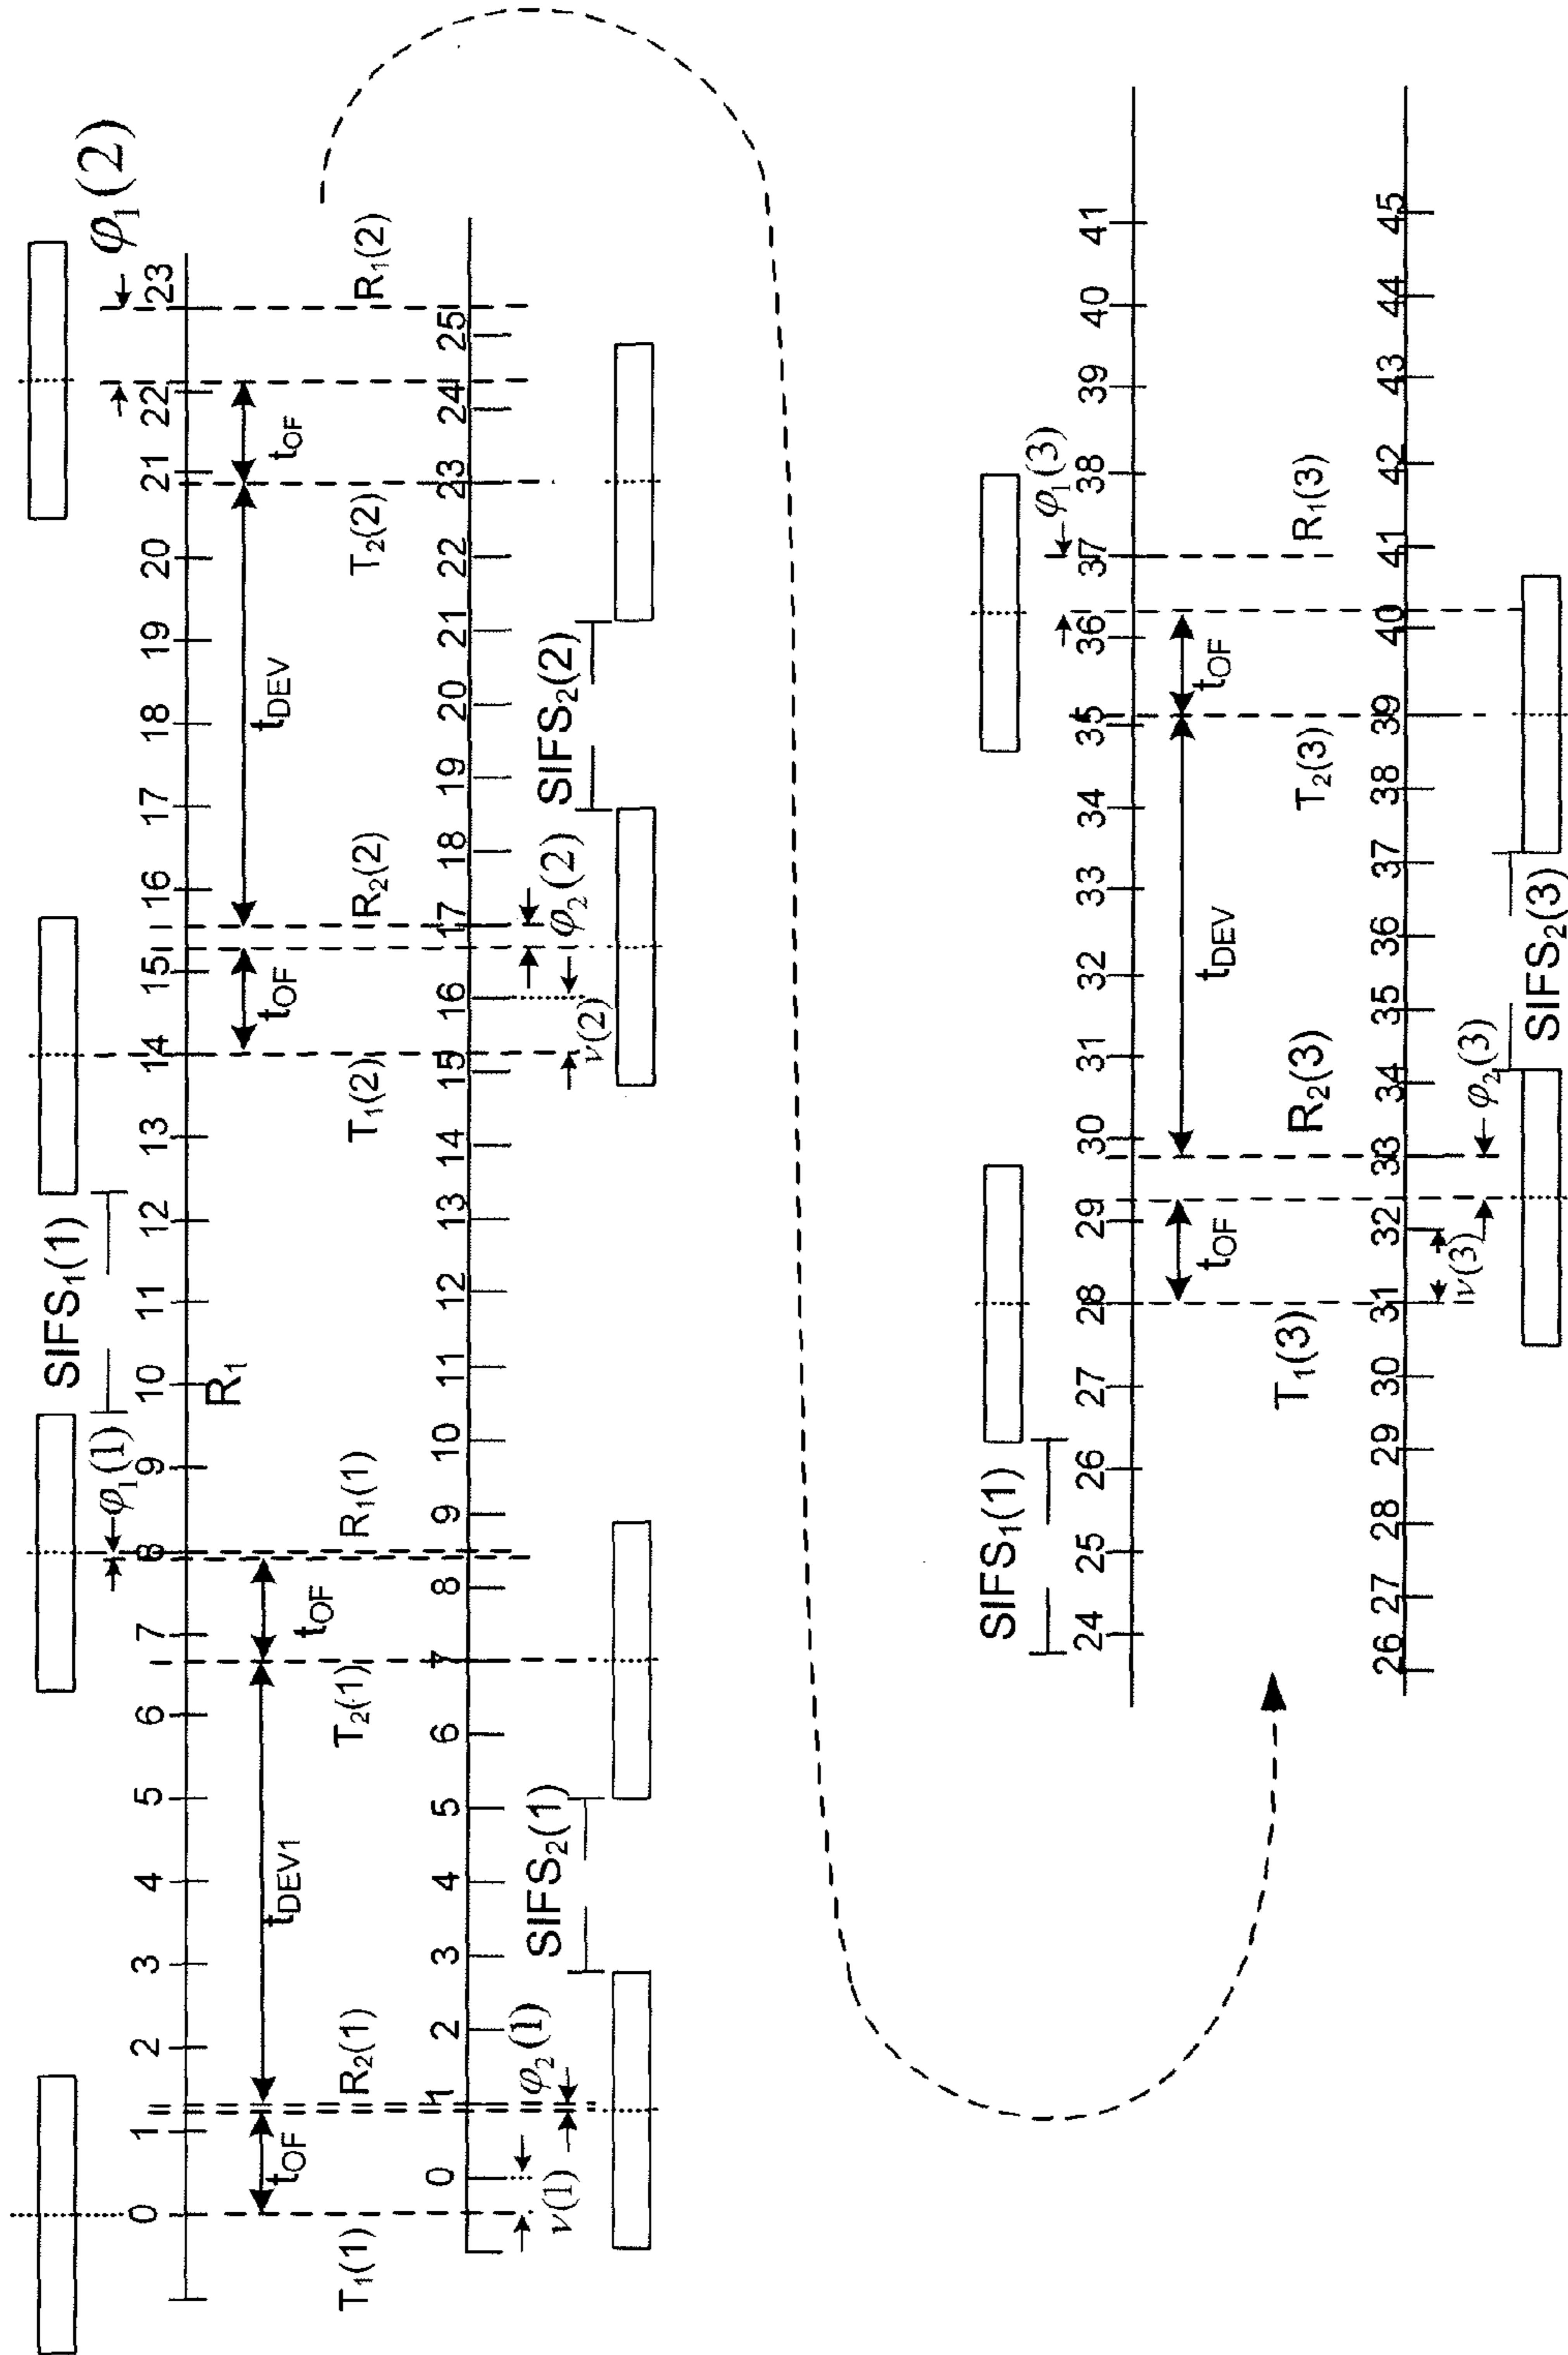 φ₁(2)
SIFS₁(1)
φ₁(1)
0 1 2 3 4 5 6 7 8 9 10 11 12 13 14 15 16 17 18 19 20 21 22 23
R₁
tOF tDEV1 tOF tOF tDEV tOF
T₁(1) R₂(1) T₂(1) R₁(1) T₁(2) R₂(2) T₂(2) R₁(2)
0 1 2 3 4 5 6 7 8 9 10 11 12 13 14 15 16 17 18 19 20 21 22 23 24 25
ν(1) φ₂(1) SIFS₂(1) ν(2) φ₂(2) SIFS₂(2)
SIFS₁(1) φ₁(3)
24 25 26 27 28 29 30 31 32 33 34 35 36 37 38 39 40 41
tOF tDEV tOF
T₁(3) R₂(3) T₂(3) R₁(3)
26 27 28 29 30 31 32 33 34 35 36 37 38 39 40 41 42 43 44 45
ν(3) φ₂(3) SIFS₂(3)